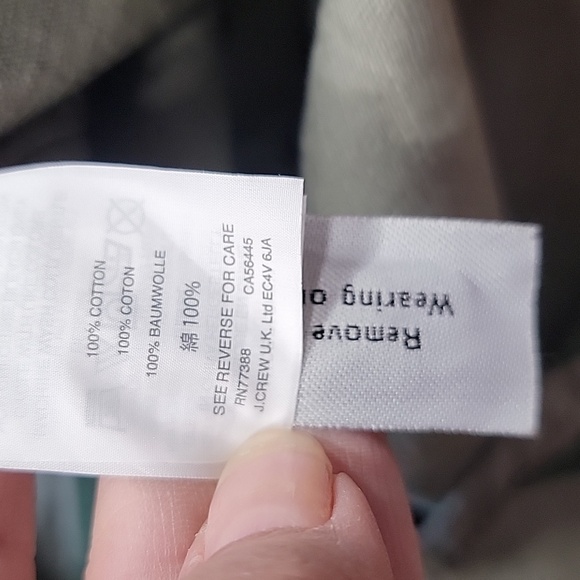 100% COTTON
100% COTON
100% BAUMWOLLE
綿 100%
SEE REVERSE FOR CARE
RN77388 CA56445
J.CREW U.K. Ltd EC4V 6JA
Remove
Wearing